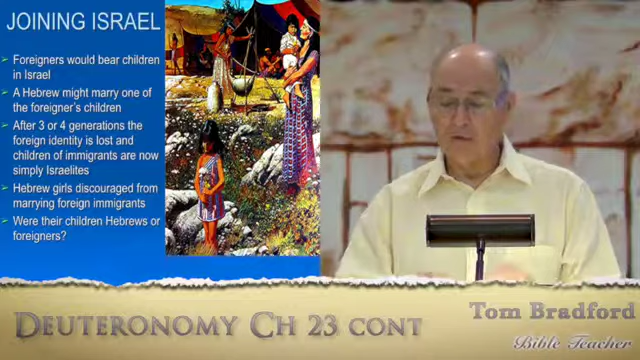 JOINING ISRAEL
➢ Foreigners would bear children
in Israel
➢ A Hebrew might marry one of
the foreigner's children
➢ After 3 or 4 generations the
foreign identity is lost and
children of immigrants are now
simply Israelites
➢ Hebrew girls discouraged from
marrying foreign immigrants
➢ Were their children Hebrews or
foreigners?
Tom Bradford
Bible Teacher
Deuteronomy Ch 23 cont